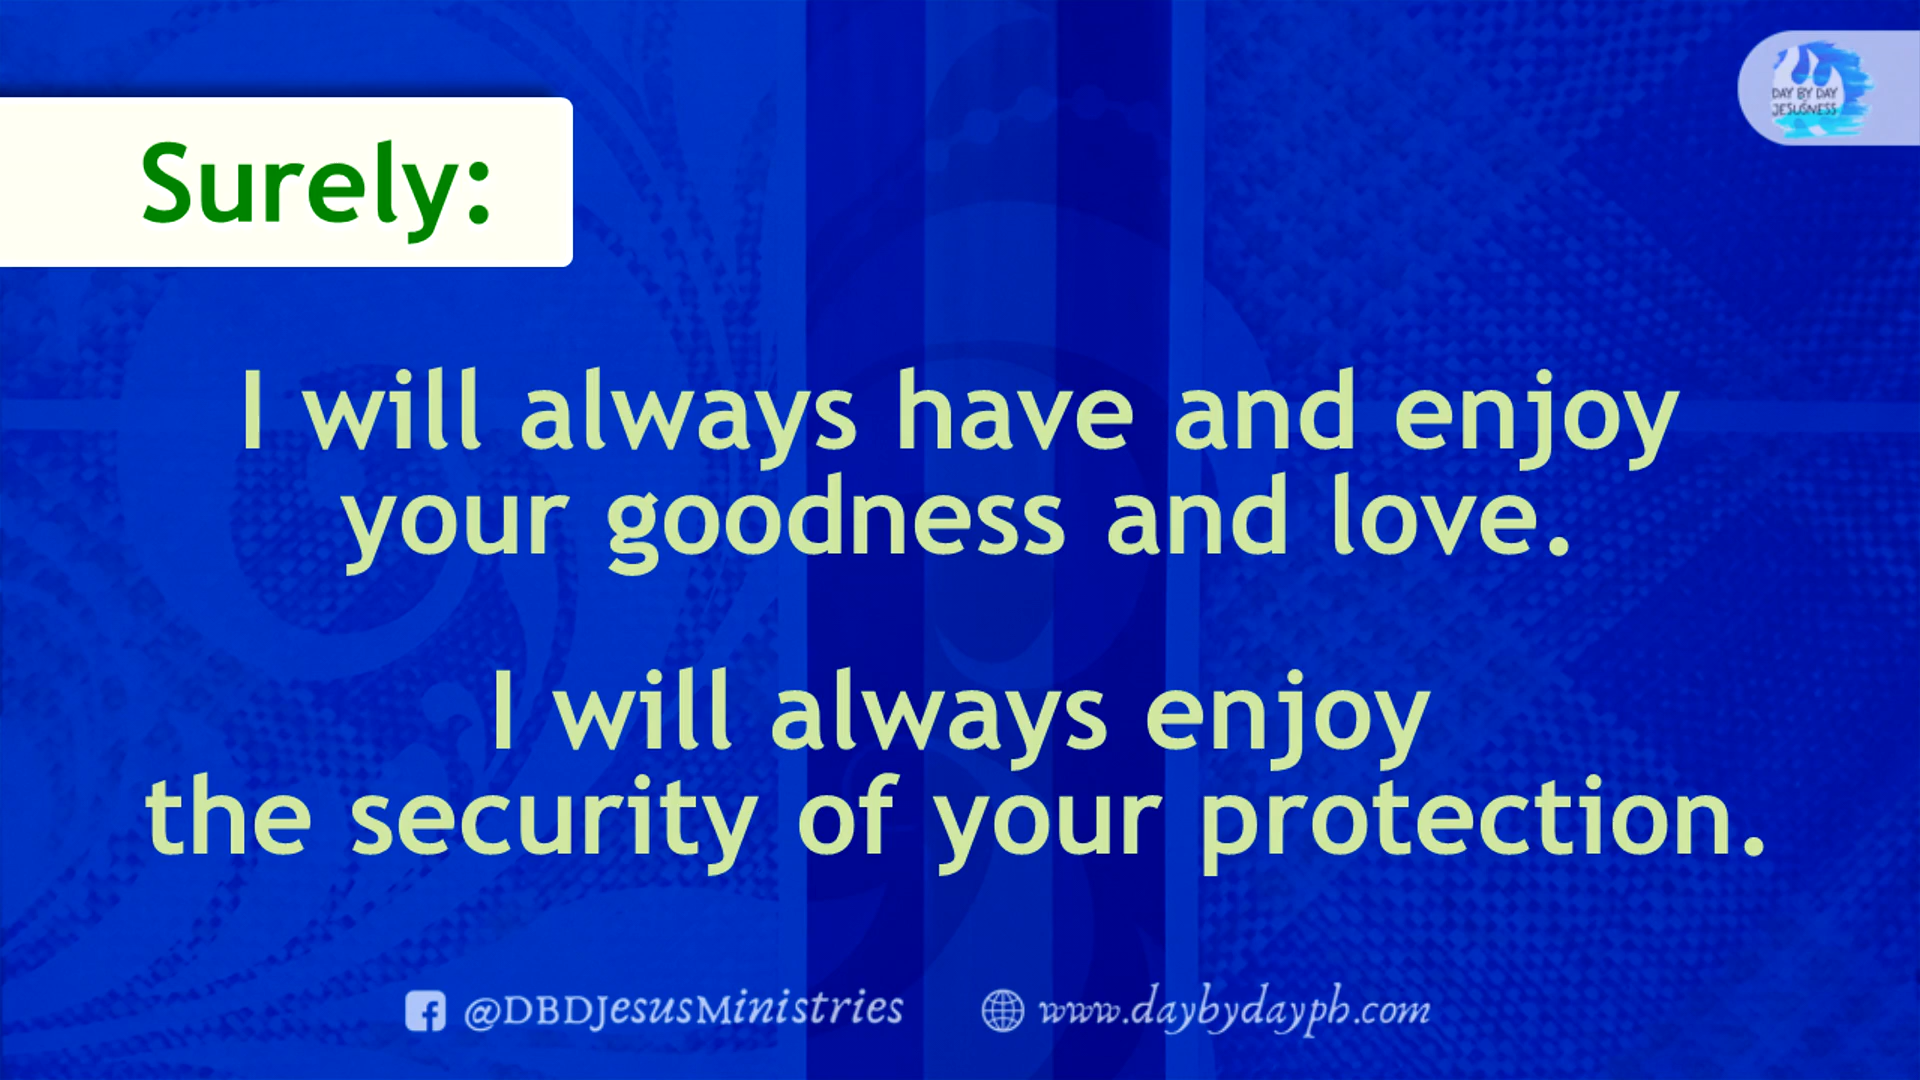 DAY BY DAY
JESUSNESS
Surely:
I will always have and enjoy
your goodness and love.
I will always enjoy
the security of your protection.
@DBDJesusMinistries
www.daybydayph.com